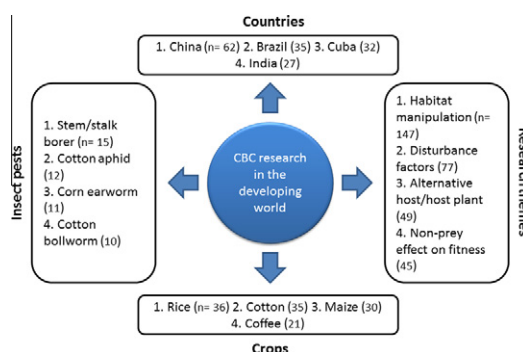 Countries
1. China (n= 62) 2. Brazil (35) 3. Cuba (32)
4. India (27)
Insect pests
1. Stem/stalk
borer (n= 15)
2. Cotton aphid
(12)
3. Corn earworm
(11)
4. Cotton
bollworm (10)
CBC research
in the
developing
world
1. Habitat
manipulation (n=
147)
2. Disturbance
factors (77)
3. Alternative
host/host plant
(49)
4. Non-prey
effect on fitness
(45)
1. Rice (n= 36) 2. Cotton (35) 3. Maize (30)
4. Coffee (21)
Crops